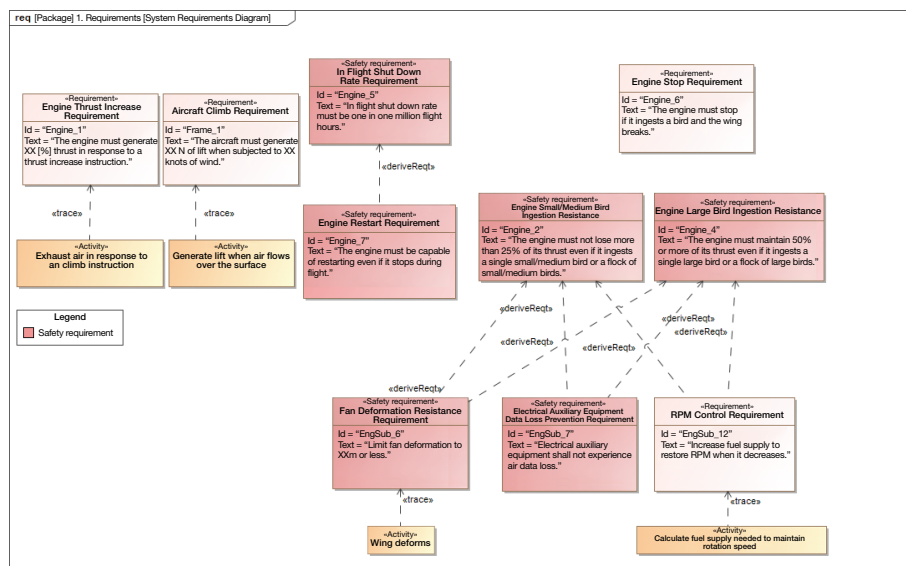 req [Package] 1. Requirements [System Requirements Diagram]
«Safety requirement»
In Flight Shut Down
Rate Requirement
Id = “Engine_5”
Text = “In flight shut down rate
must be one in one million flight
hours.”
«Requirement»
Engine Stop Requirement
Id = “Engine_6”
Text = “The engine must stop
if it ingests a bird and the wing
breaks.”
«Requirement»
Engine Thrust Increase
Requirement
Id = “Engine_1”
Text = “The engine must generate
XX [%] thrust in response to a
thrust increase instruction.”
«Requirement»
Aircraft Climb Requirement
Id = “Frame_1”
Text = “The aircraft must generate
XX N of lift when subjected to XX
knots of wind.”
«deriveReqt»
«trace»
«trace»
«Safety requirement»
Engine Restart Requirement
Id = “Engine_7”
Text = “The engine must be capable
of restarting even if it stops during
flight.”
«Safety requirement»
Engine Small/Medium Bird
Ingestion Resistance
Id = “Engine_2”
Text = “The engine must not lose more
than 25% of its thrust even if it ingests
a single small/medium bird or a flock of
small/medium birds.”
«Safety requirement»
Engine Large Bird Ingestion Resistance
Id = “Engine_4”
Text = “The engine must maintain 50%
or more of its thrust even if it ingests
a single large bird or a flock of large birds.”
«Activity»
Exhaust air in response to
an climb instruction
«Activity»
Generate lift when air flows
over the surface
Legend
Safety requirement
«deriveReqt»
«deriveReqt»
«deriveReqt»
«deriveReqt»
«deriveReqt»
«deriveReqt»
«Safety requirement»
Fan Deformation Resistance
Requirement
Id = “EngSub_6”
Text = “Limit fan deformation to
XXm or less.”
«Safety requirement»
Electrical Auxiliary Equipment
Data Loss Prevention Requirement
Id = “EngSub_7”
Text = “Electrical auxiliary
equipment shall not experience
air data loss.”
«Requirement»
RPM Control Requirement
Id = “EngSub_12”
Text = “Increase fuel supply to
restore RPM when it decreases.”
«trace»
«trace»
«Activity»
Wing deforms
«Activity»
Calculate fuel supply needed to maintain
rotation speed